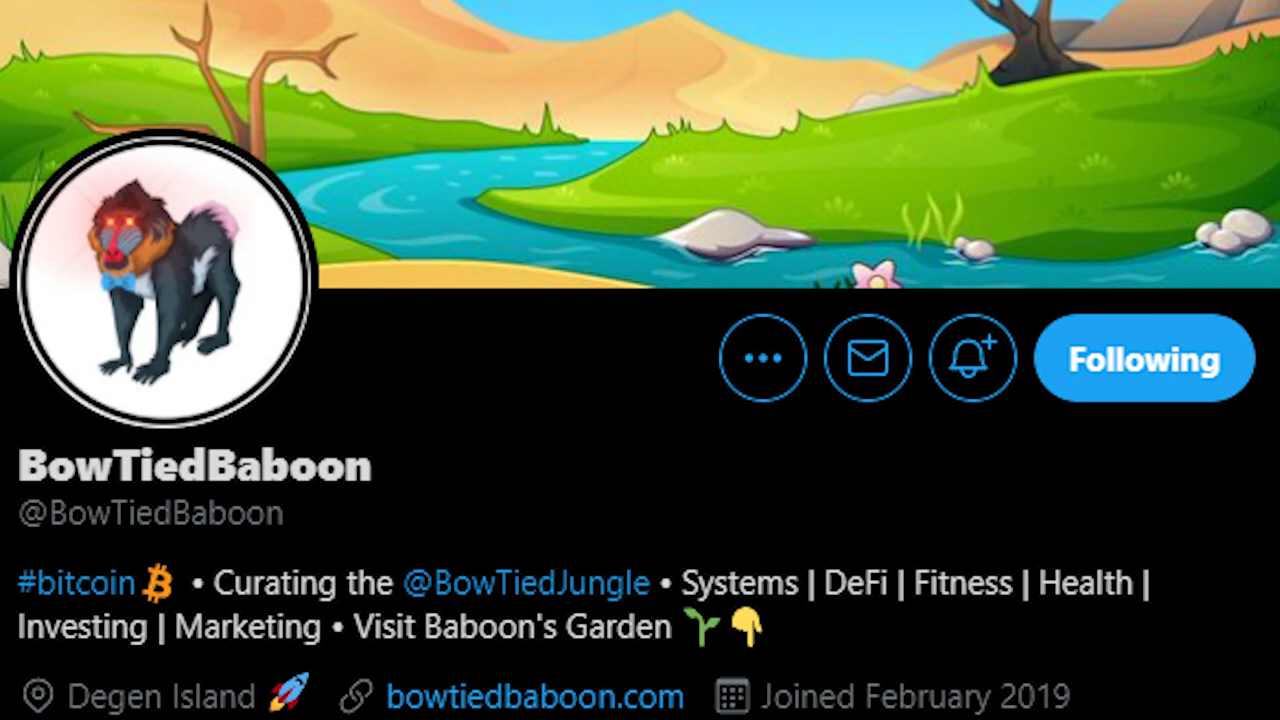 Following
BowTiedBaboon
@BowTiedBaboon
#bitcoin • Curating the @BowTiedJungle • Systems | DeFi | Fitness | Health |
Investing | Marketing • Visit Baboon's Garden 🌱👇
Degen Island 🚀 bowtiedbaboon.com Joined February 2019